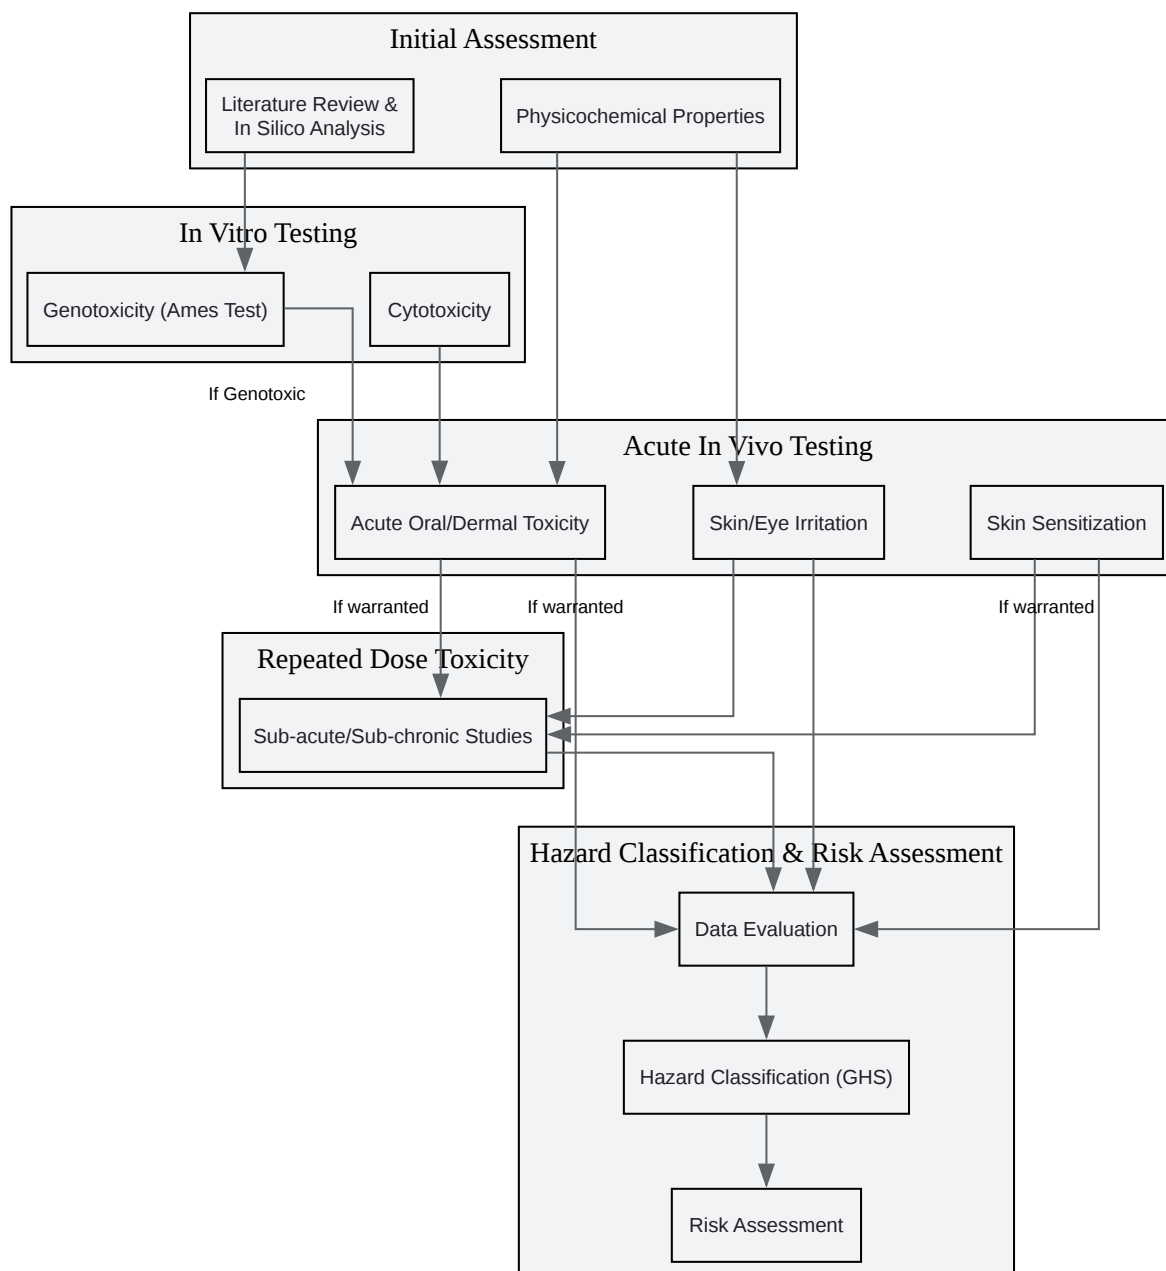 Initial Assessment
Literature Review &
In Silico Analysis
Physicochemical Properties
In Vitro Testing
Genotoxicity (Ames Test)
Cytotoxicity
If Genotoxic
Acute In Vivo Testing
Acute Oral/Dermal Toxicity
Skin/Eye Irritation
Skin Sensitization
If warranted
If warranted
If warranted
Repeated Dose Toxicity
Sub-acute/Sub-chronic Studies
Hazard Classification & Risk Assessment
Data Evaluation
Hazard Classification (GHS)
Risk Assessment